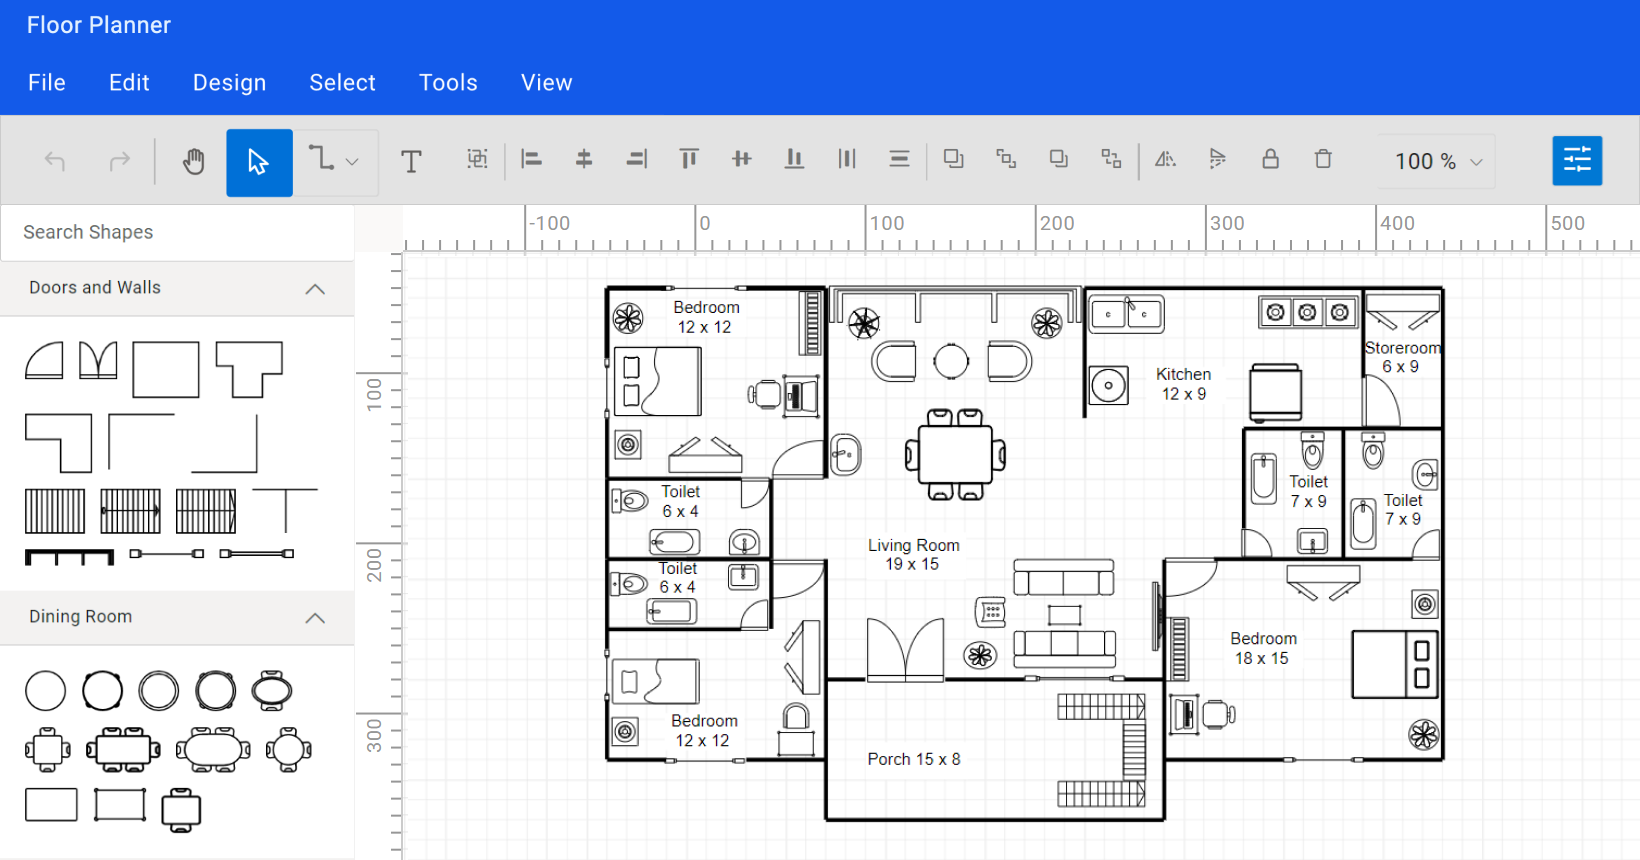 Floor Planner
File Edit Design Select Tools View
100 %
Search Shapes
-100 0 100 200 300 400 500
Doors and Walls
Bedroom
12 x 12
Storeroom
6 x 9
Kitchen
12 x 9
100
Toilet
6 x 4
Toilet
7 x 9
Toilet
7 x 9
Living Room
19 x 15
200
Toilet
6 x 4
Dining Room
Bedroom
18 x 15
Bedroom
12 x 12
300
Porch 15 x 8